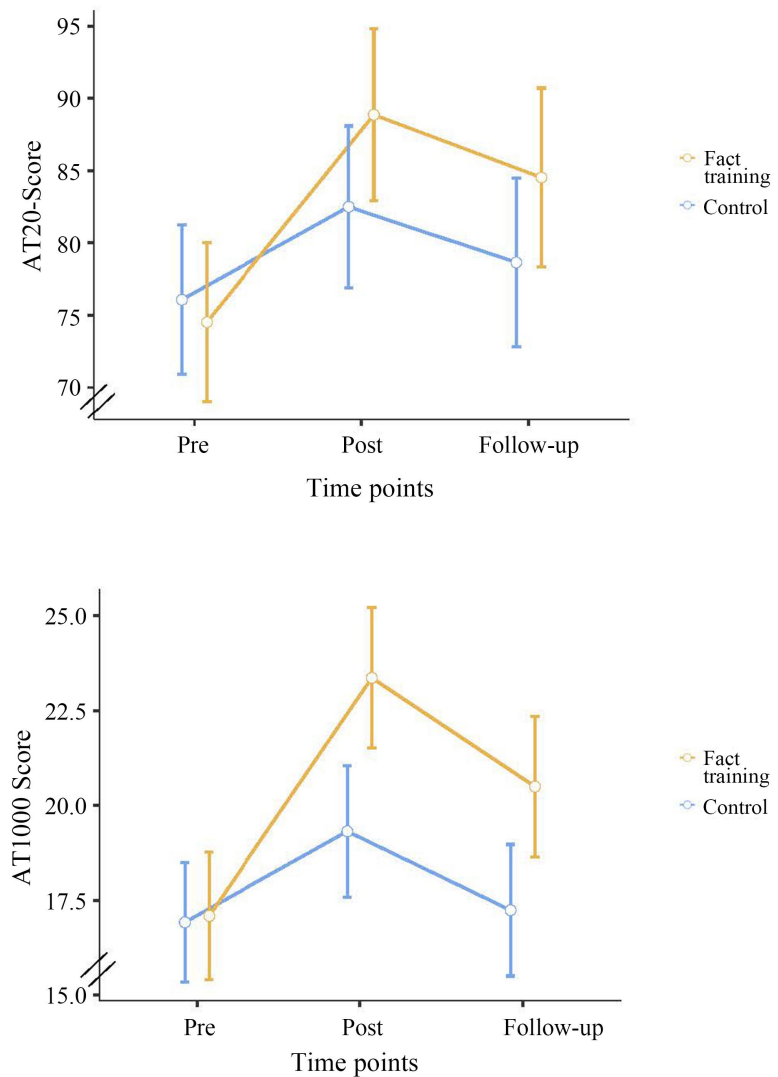 95
90
85
80
75
70
AT20-Score
Pre
Post
Follow-up
Time points
Fact
training
Control
25.0
22.5
20.0
17.5
15.0
AT1000 Score
Pre
Post
Follow-up
Time points
Fact
training
Control